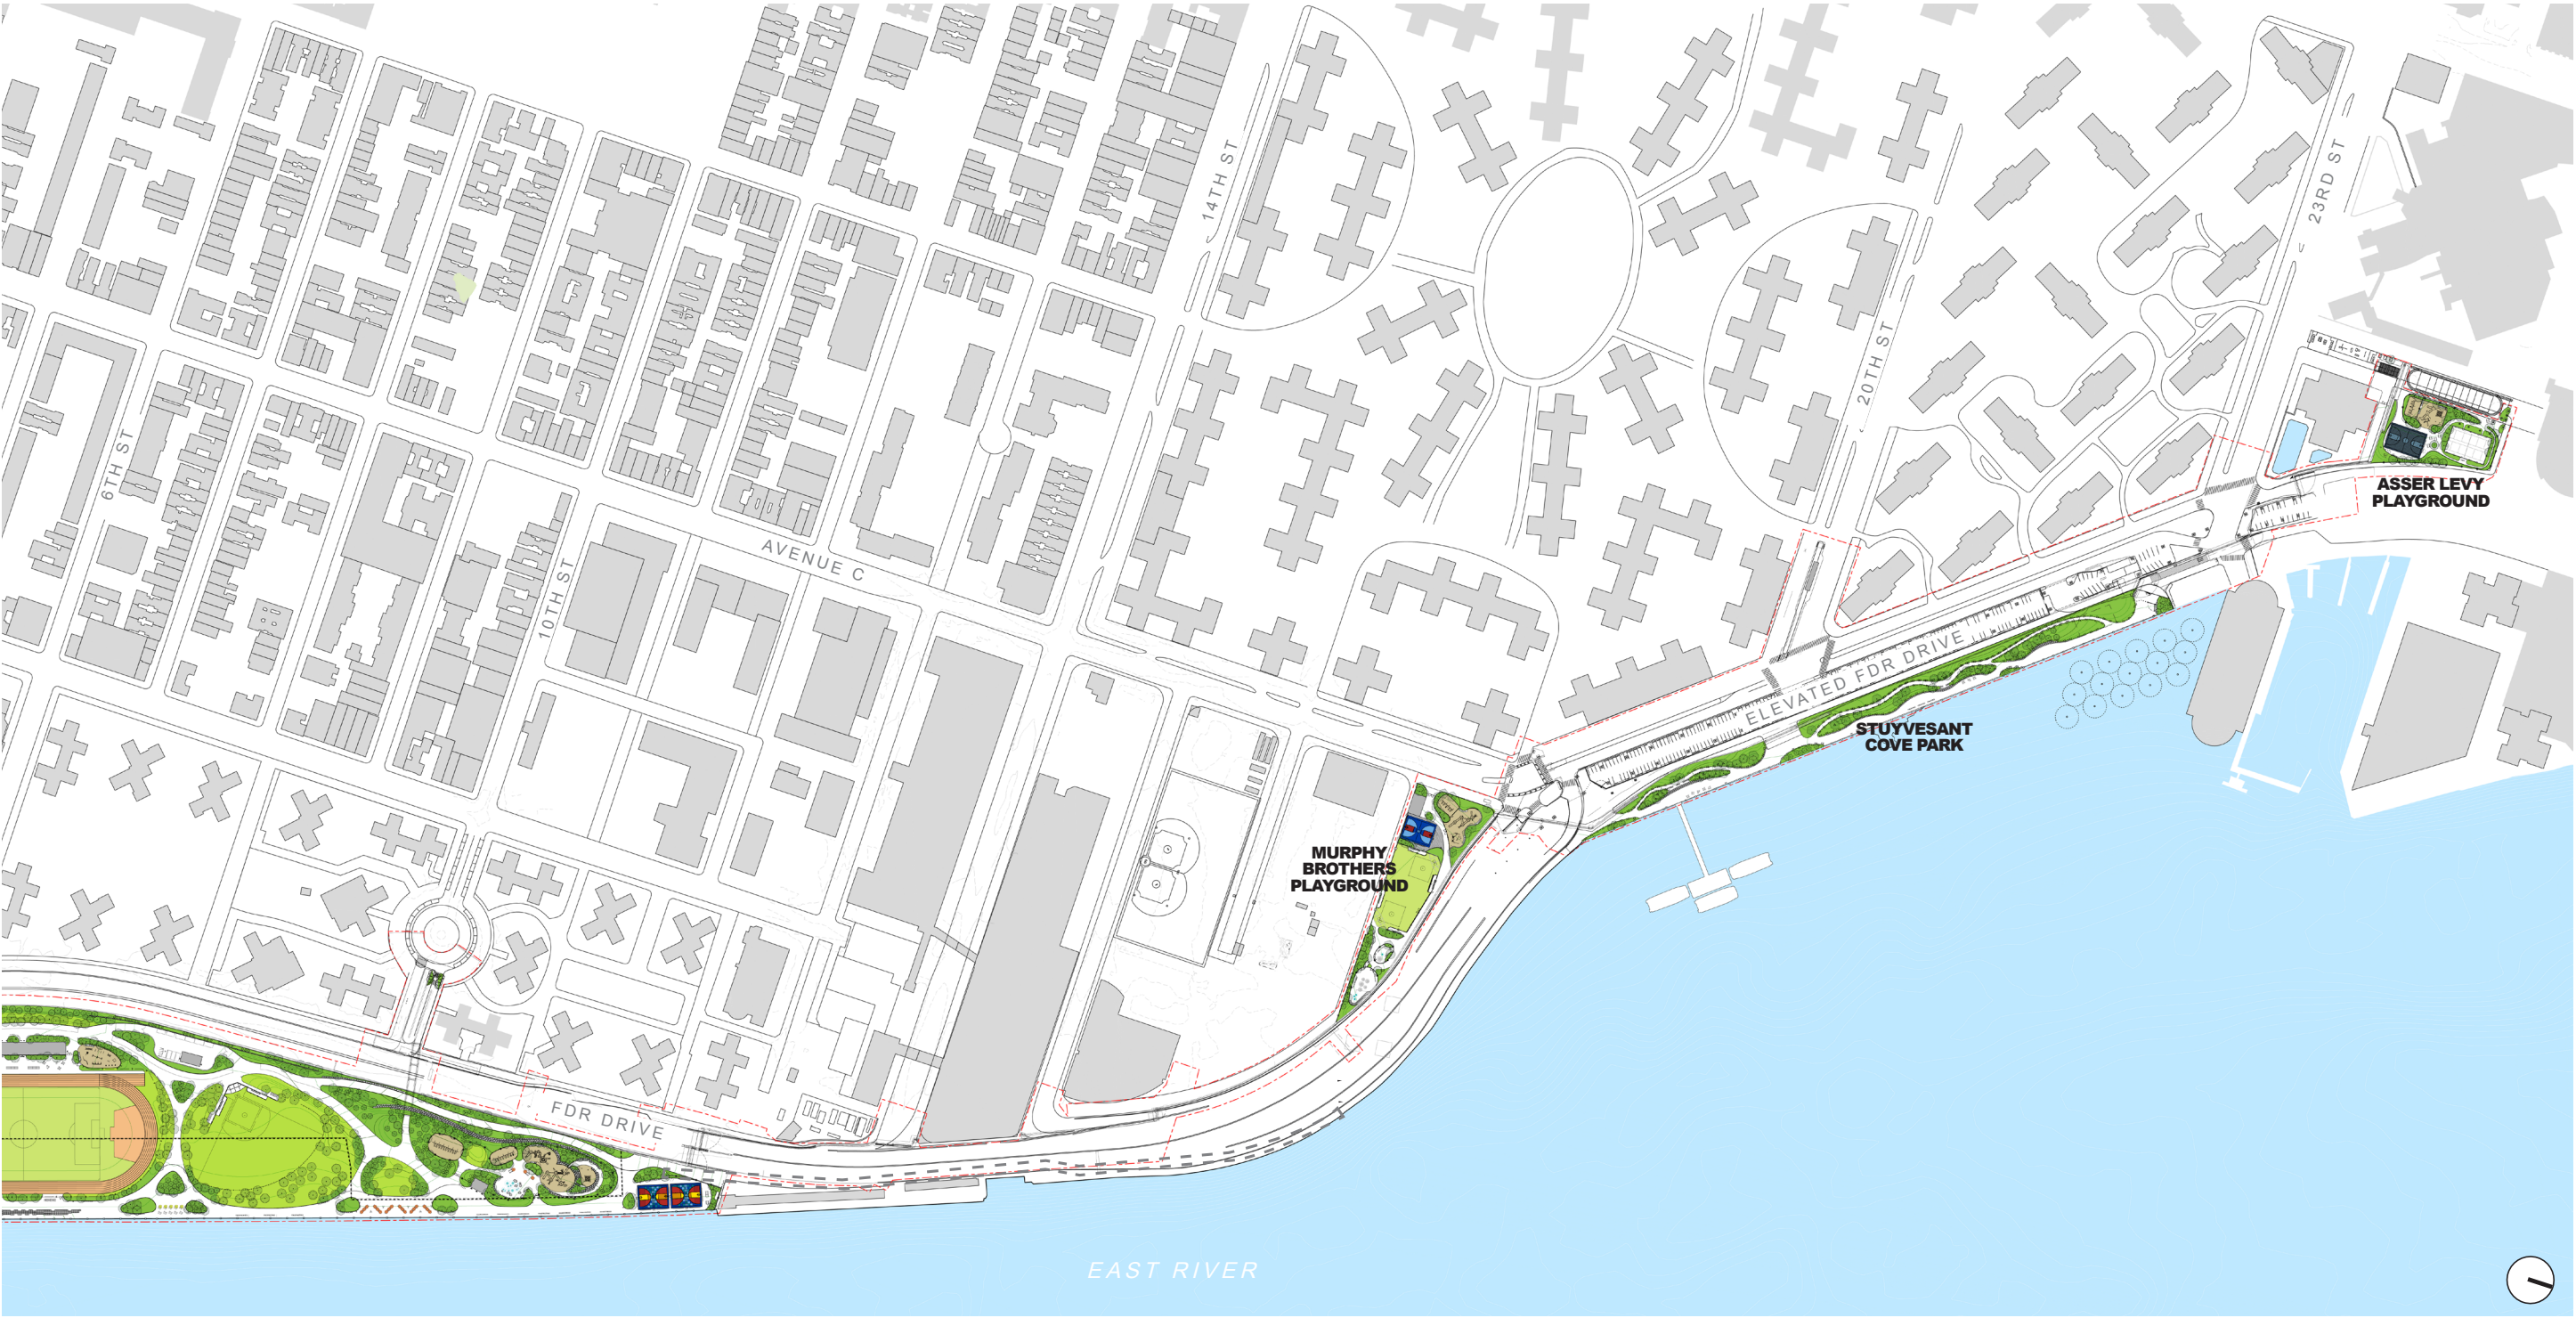 14TH ST
23RD ST
20TH ST
6TH ST
ASSER LEVY
PLAYGROUND
AVENUE C
10TH ST
ELEVATED FDR DRIVE
STUYVESANT
COVE PARK
MURPHY
BROTHERS
PLAYGROUND
FDR DRIVE
EAST RIVER